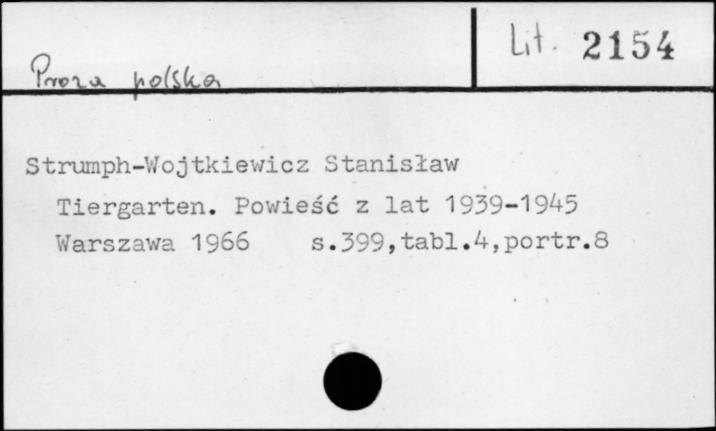 Lit. 2154
Proza polska
Strumph-Wojtkiewicz Stanisław
Tiergarten. Powieść z lat 1939-1945
Warszawa 1966 s.399,tabl.4,portr.8